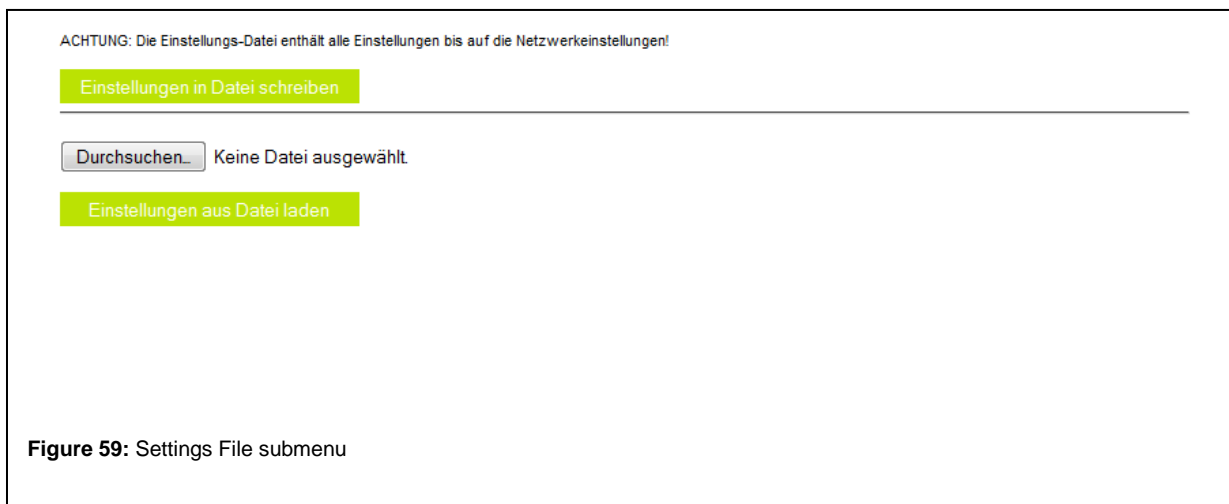 ACHTUNG: Die Einstellungs-Datei enthält alle Einstellungen bis auf die Netzwerkeinstellungen!
Einstellungen in Datei schreiben
Durchsuchen... Keine Datei ausgewählt.
Einstellungen aus Datei laden
Figure 59: Settings File submenu